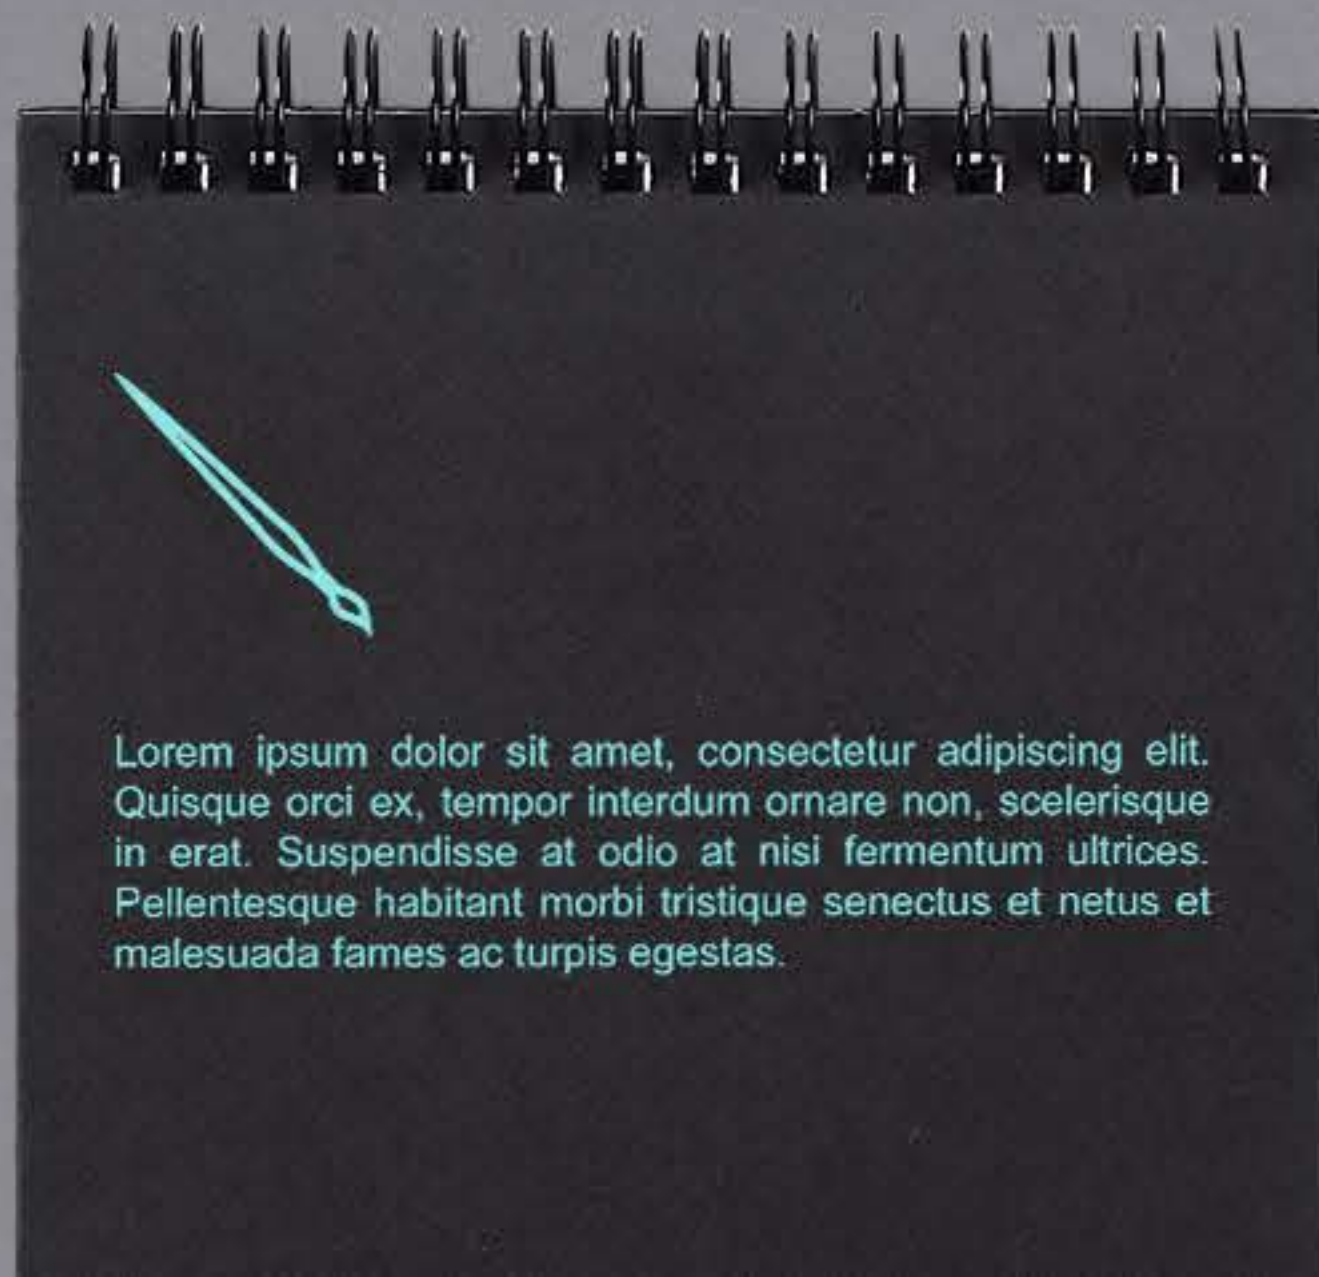 Lorem ipsum dolor sit amet, consectetur adipiscing elit.
Quisque orci ex, tempor interdum ornare non, scelerisque
in erat. Suspendisse at odio at nisi fermentum ultrices.
Pellentesque habitant morbi tristique senectus et netus et
malesuada fames ac turpis egestas.